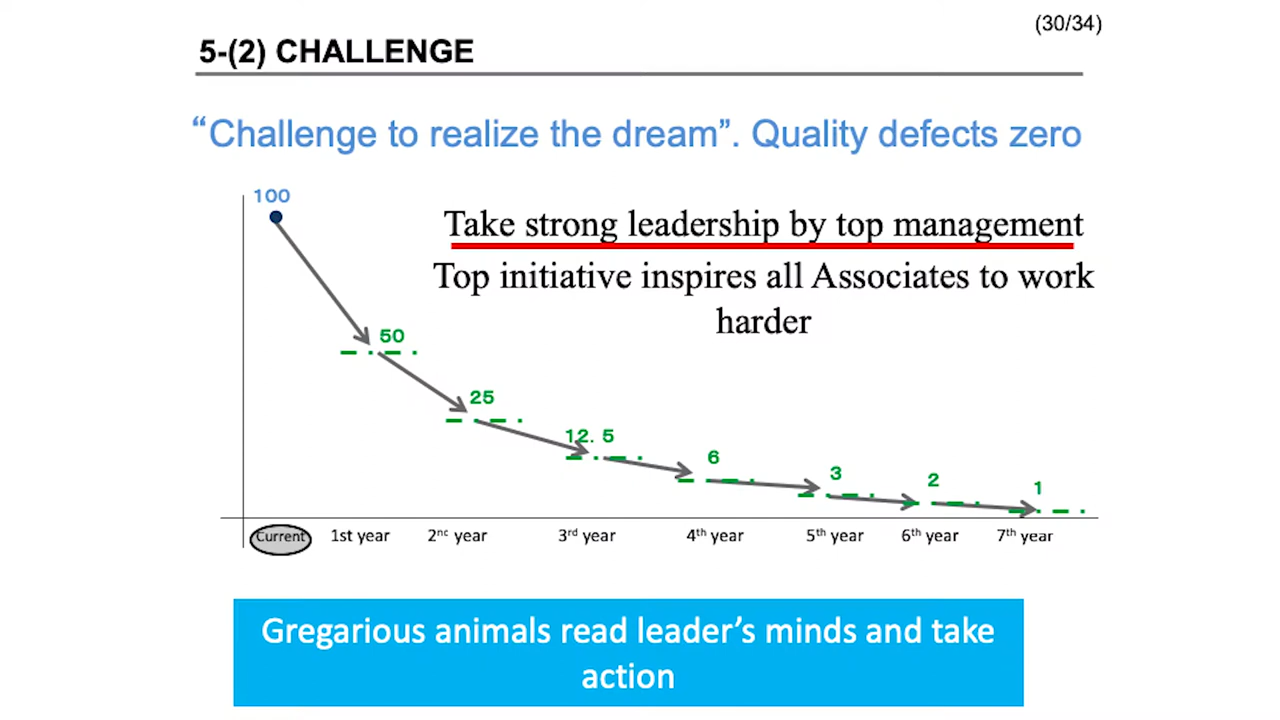 (30/34)
5-(2) CHALLENGE
“Challenge to realize the dream”. Quality defects zero
100
Take strong leadership by top management
Top initiative inspires all Associates to work
harder
50
25
12. 5
6
3
2
1
Current 1st year 2nc year 3rd year 4th year 5th year 6th year 7th year
Gregarious animals read leader’s minds and take
action